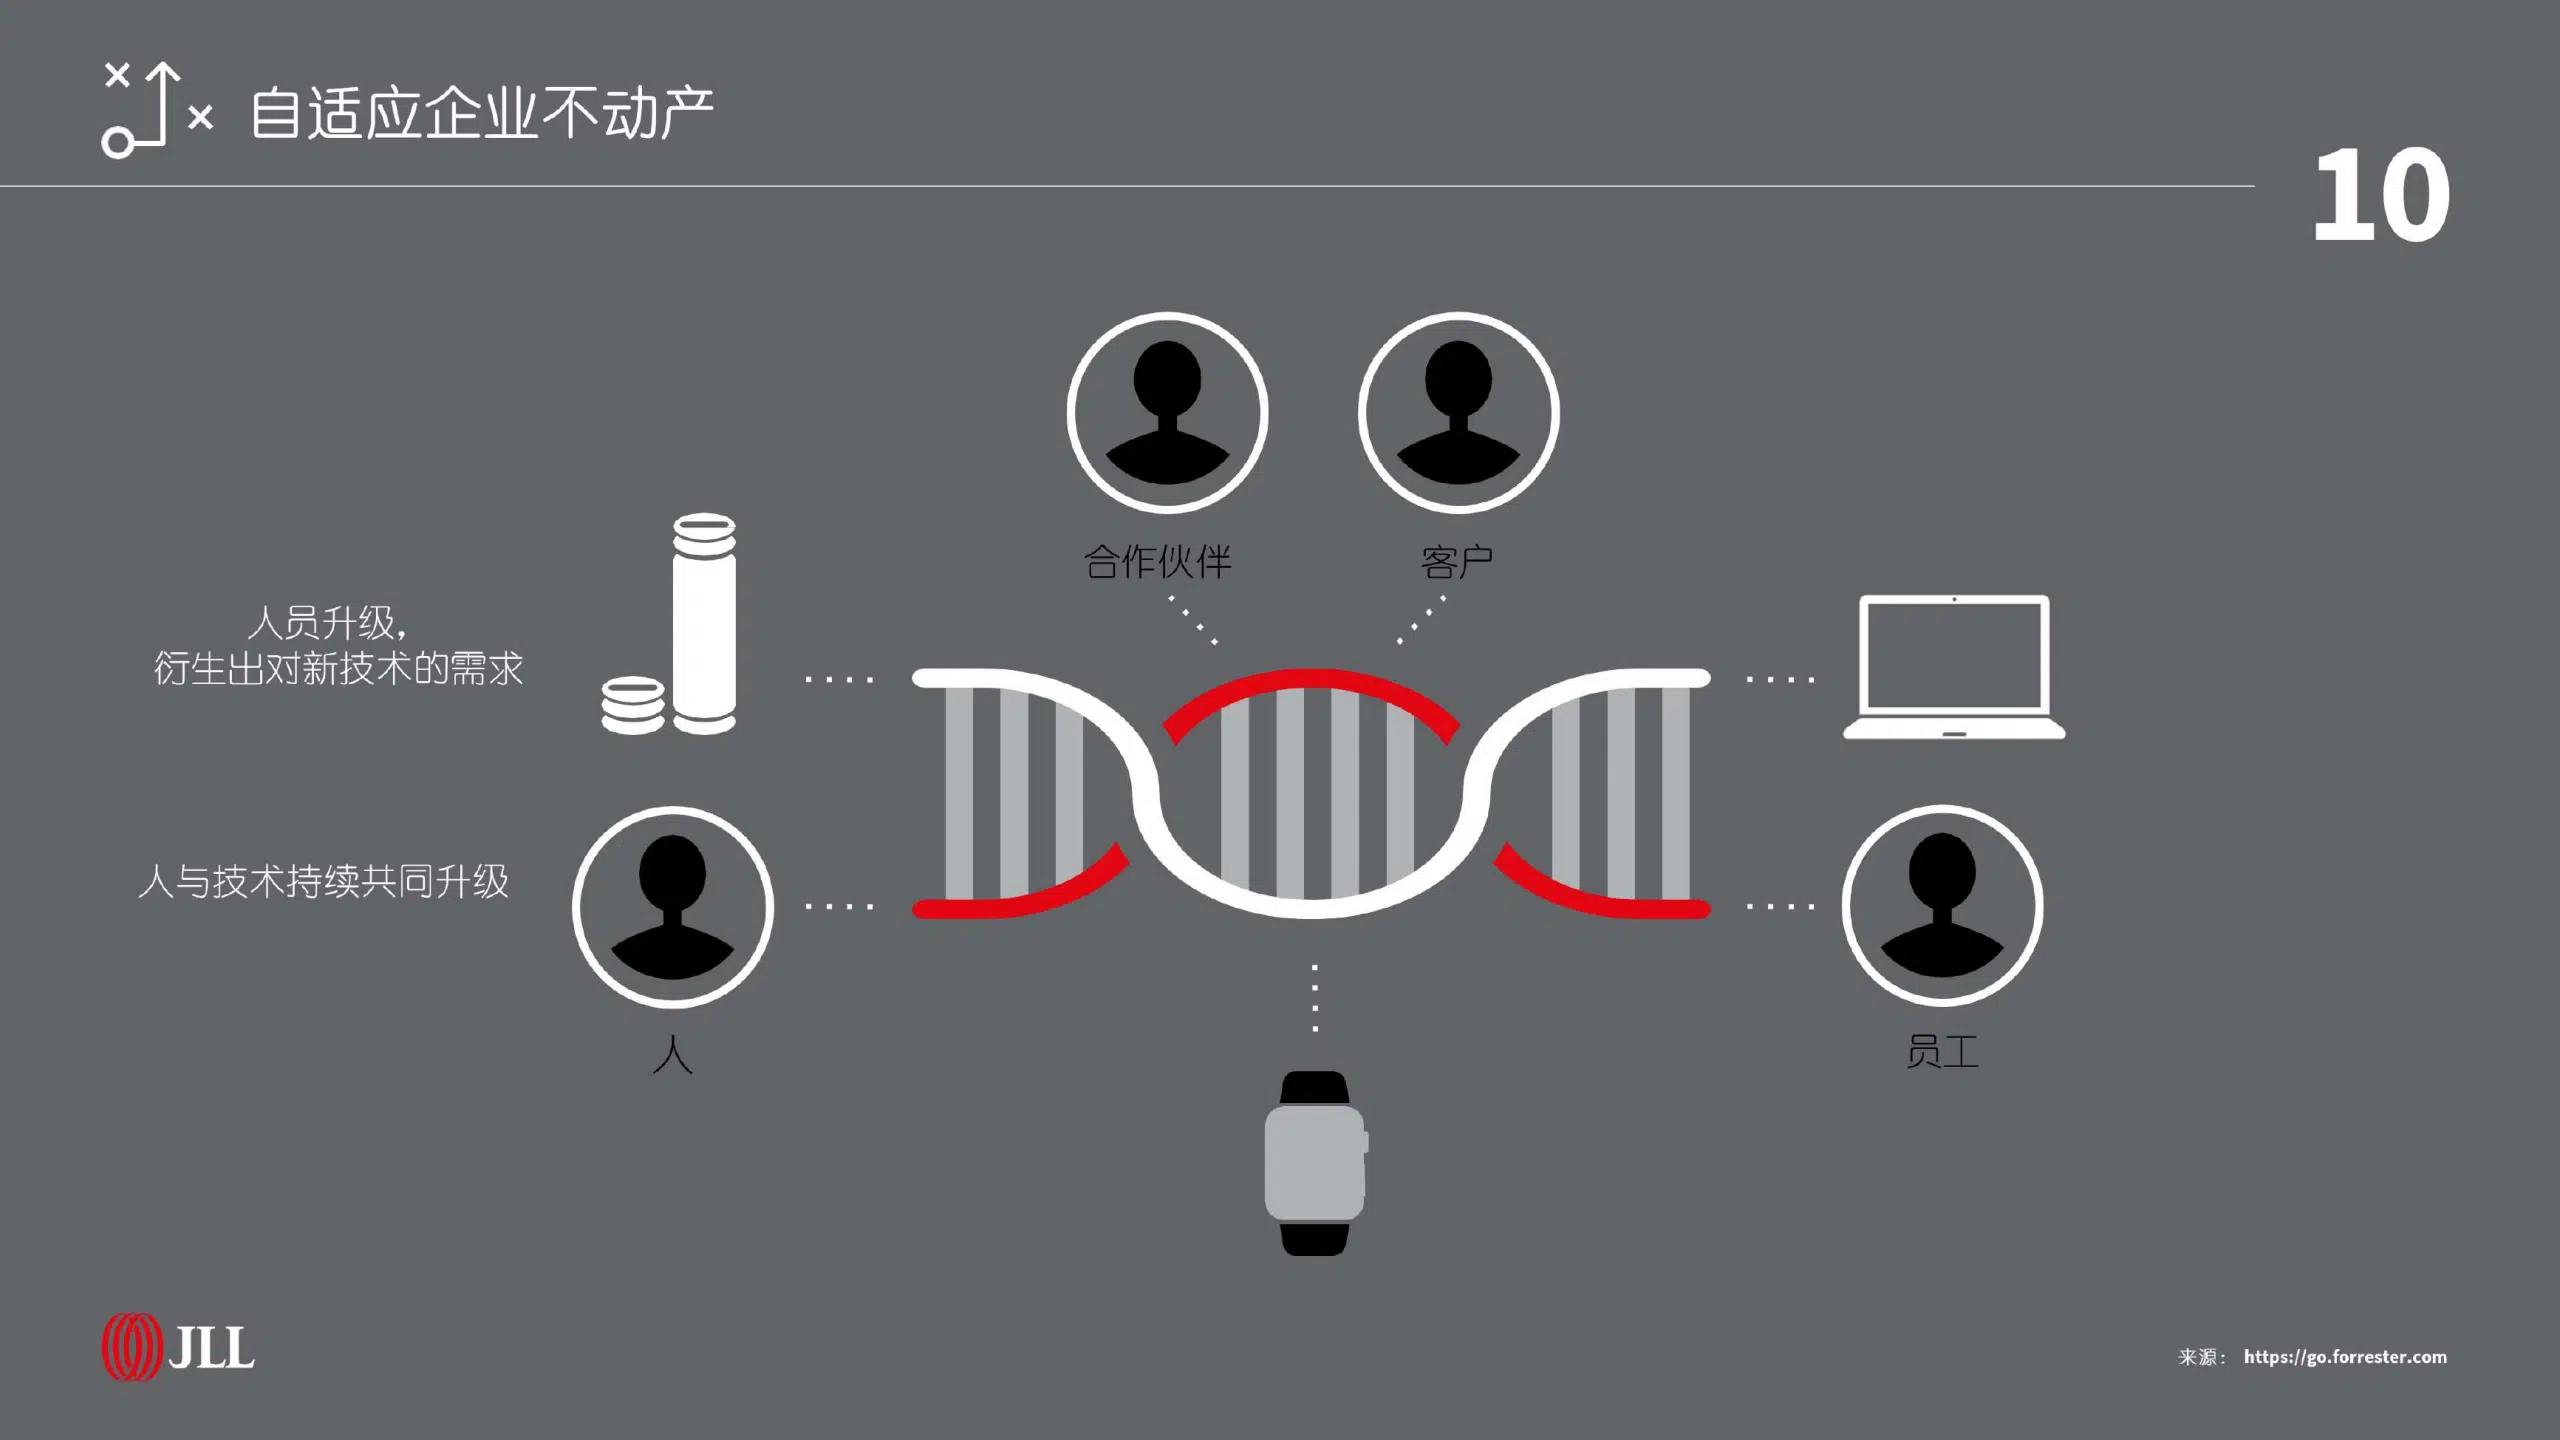 自适应企业不动产
10
合作伙伴
客户
人员升级，
衍生出对新技术的需求
人与技术持续共同升级
人
员工
JLL
来源： https://go.forrester.com